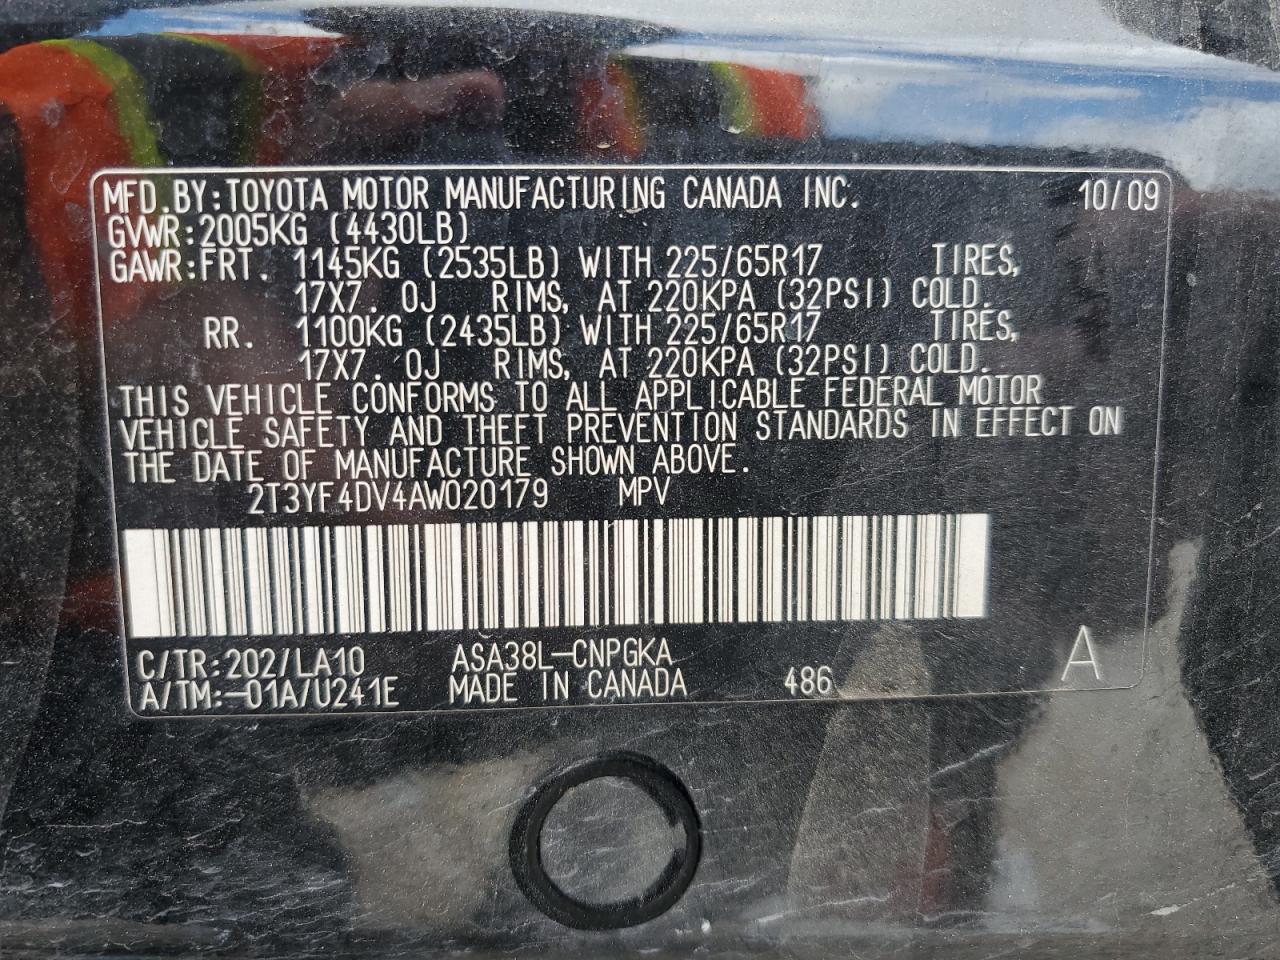 MFD.BY:TOYOTA MOTOR MANUFACTURING CANADA INC. 10/09
GVWR:2005KG (4430LB)
GAWR:FRT. 1145KG (2535LB) WITH 225/65R17 TIRES,
17X7. 0J RIMS, AT 220KPA (32PSI) COLD.
RR. 1100KG (2435LB) WITH 225/65R17 TIRES,
17X7. 0J RIMS, AT 220KPA (32PSI) COLD.
THIS VEHICLE CONFORMS TO ALL APPLICABLE FEDERAL MOTOR
VEHICLE SAFETY AND THEFT PREVENTION STANDARDS IN EFFECT ON
THE DATE OF MANUFACTURE SHOWN ABOVE.
2T3YF4DV4AW020179 MPV
C/TR:202/LA10 ASA38L-CNPGKA A
A/TM:-01A/U241E MADE IN CANADA 486